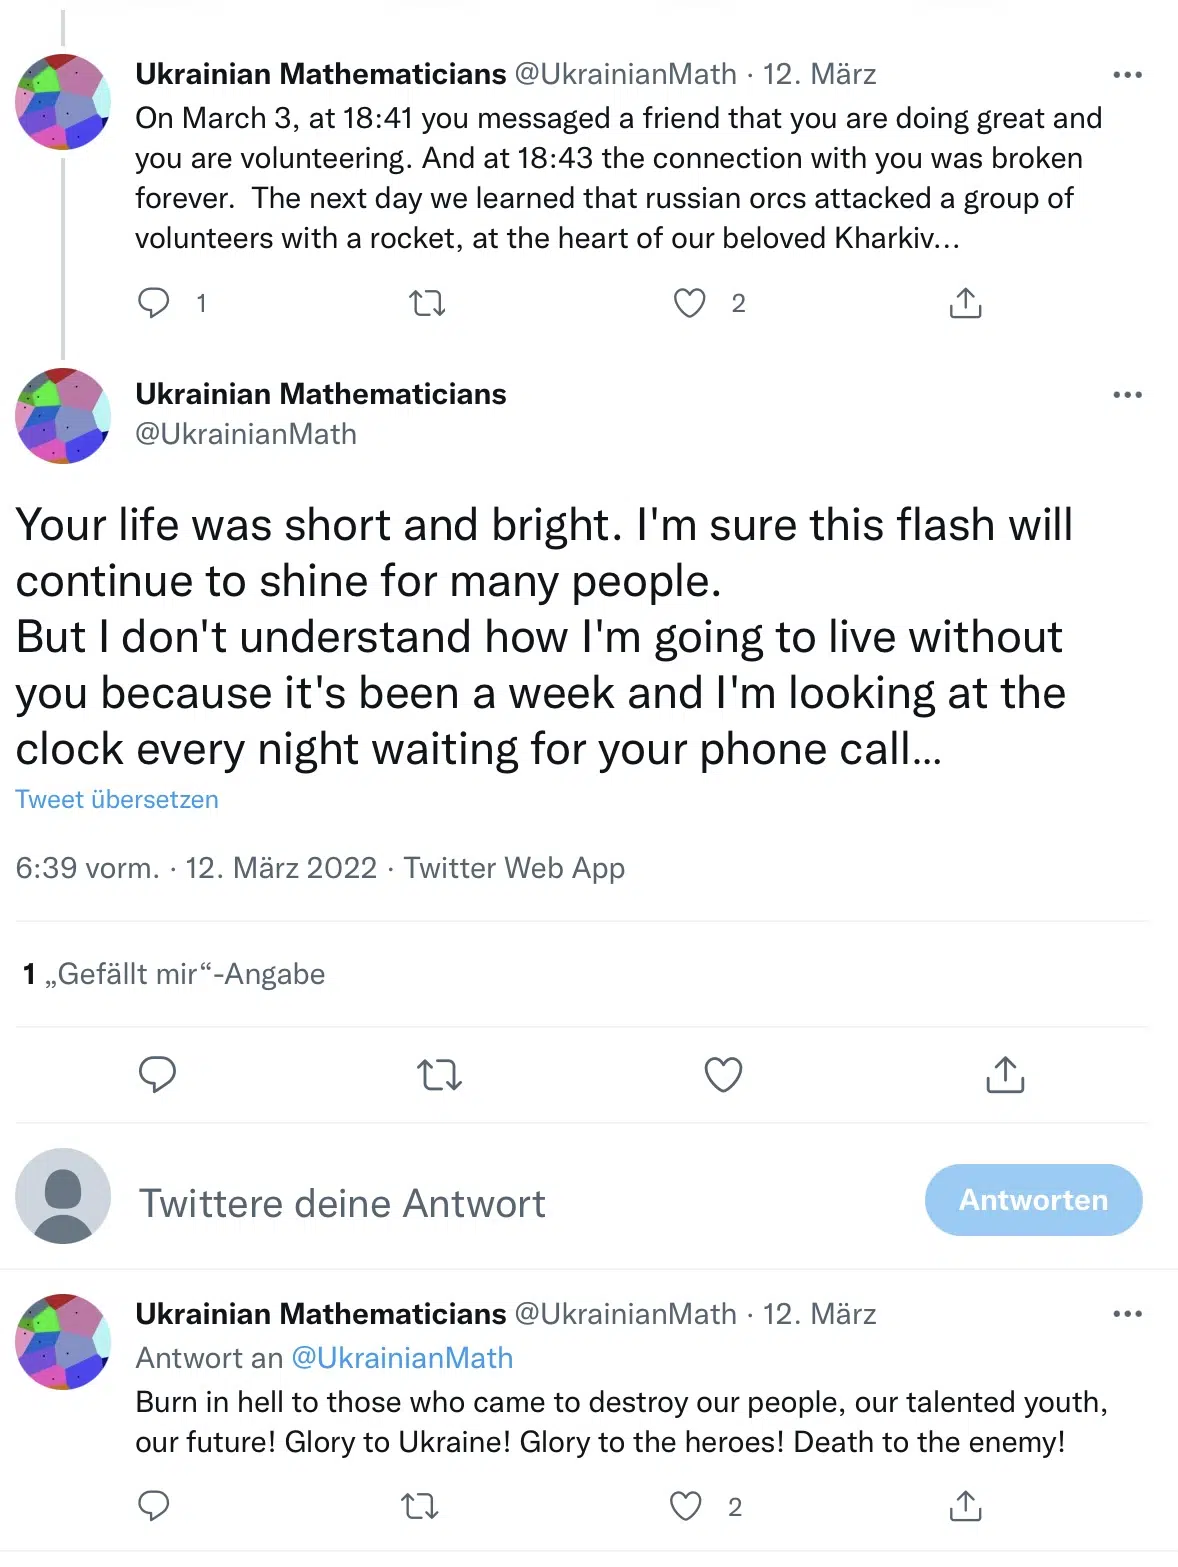 Ukrainian Mathematicians @UkrainianMath · 12. März
On March 3, at 18:41 you messaged a friend that you are doing great and
you are volunteering. And at 18:43 the connection with you was broken
forever.  The next day we learned that russian orcs attacked a group of
volunteers with a rocket, at the heart of our beloved Kharkiv...
1 2
Ukrainian Mathematicians
@UkrainianMath
Your life was short and bright. I'm sure this flash will
continue to shine for many people.
But I don't understand how I'm going to live without
you because it's been a week and I'm looking at the
clock every night waiting for your phone call...
Tweet übersetzen
6:39 vorm. · 12. März 2022 · Twitter Web App
1 „Gefällt mir“-Angabe
Twittere deine Antwort Antworten
Ukrainian Mathematicians @UkrainianMath · 12. März
Antwort an @UkrainianMath
Burn in hell to those who came to destroy our people, our talented youth,
our future! Glory to Ukraine! Glory to the heroes! Death to the enemy!
2